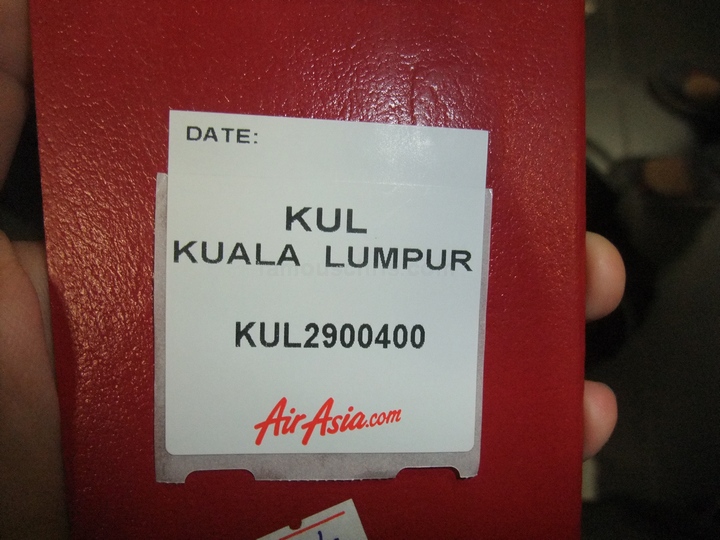 DATE:
KUL
KUALA LUMPUR
KUL2900400
AirAsia.com